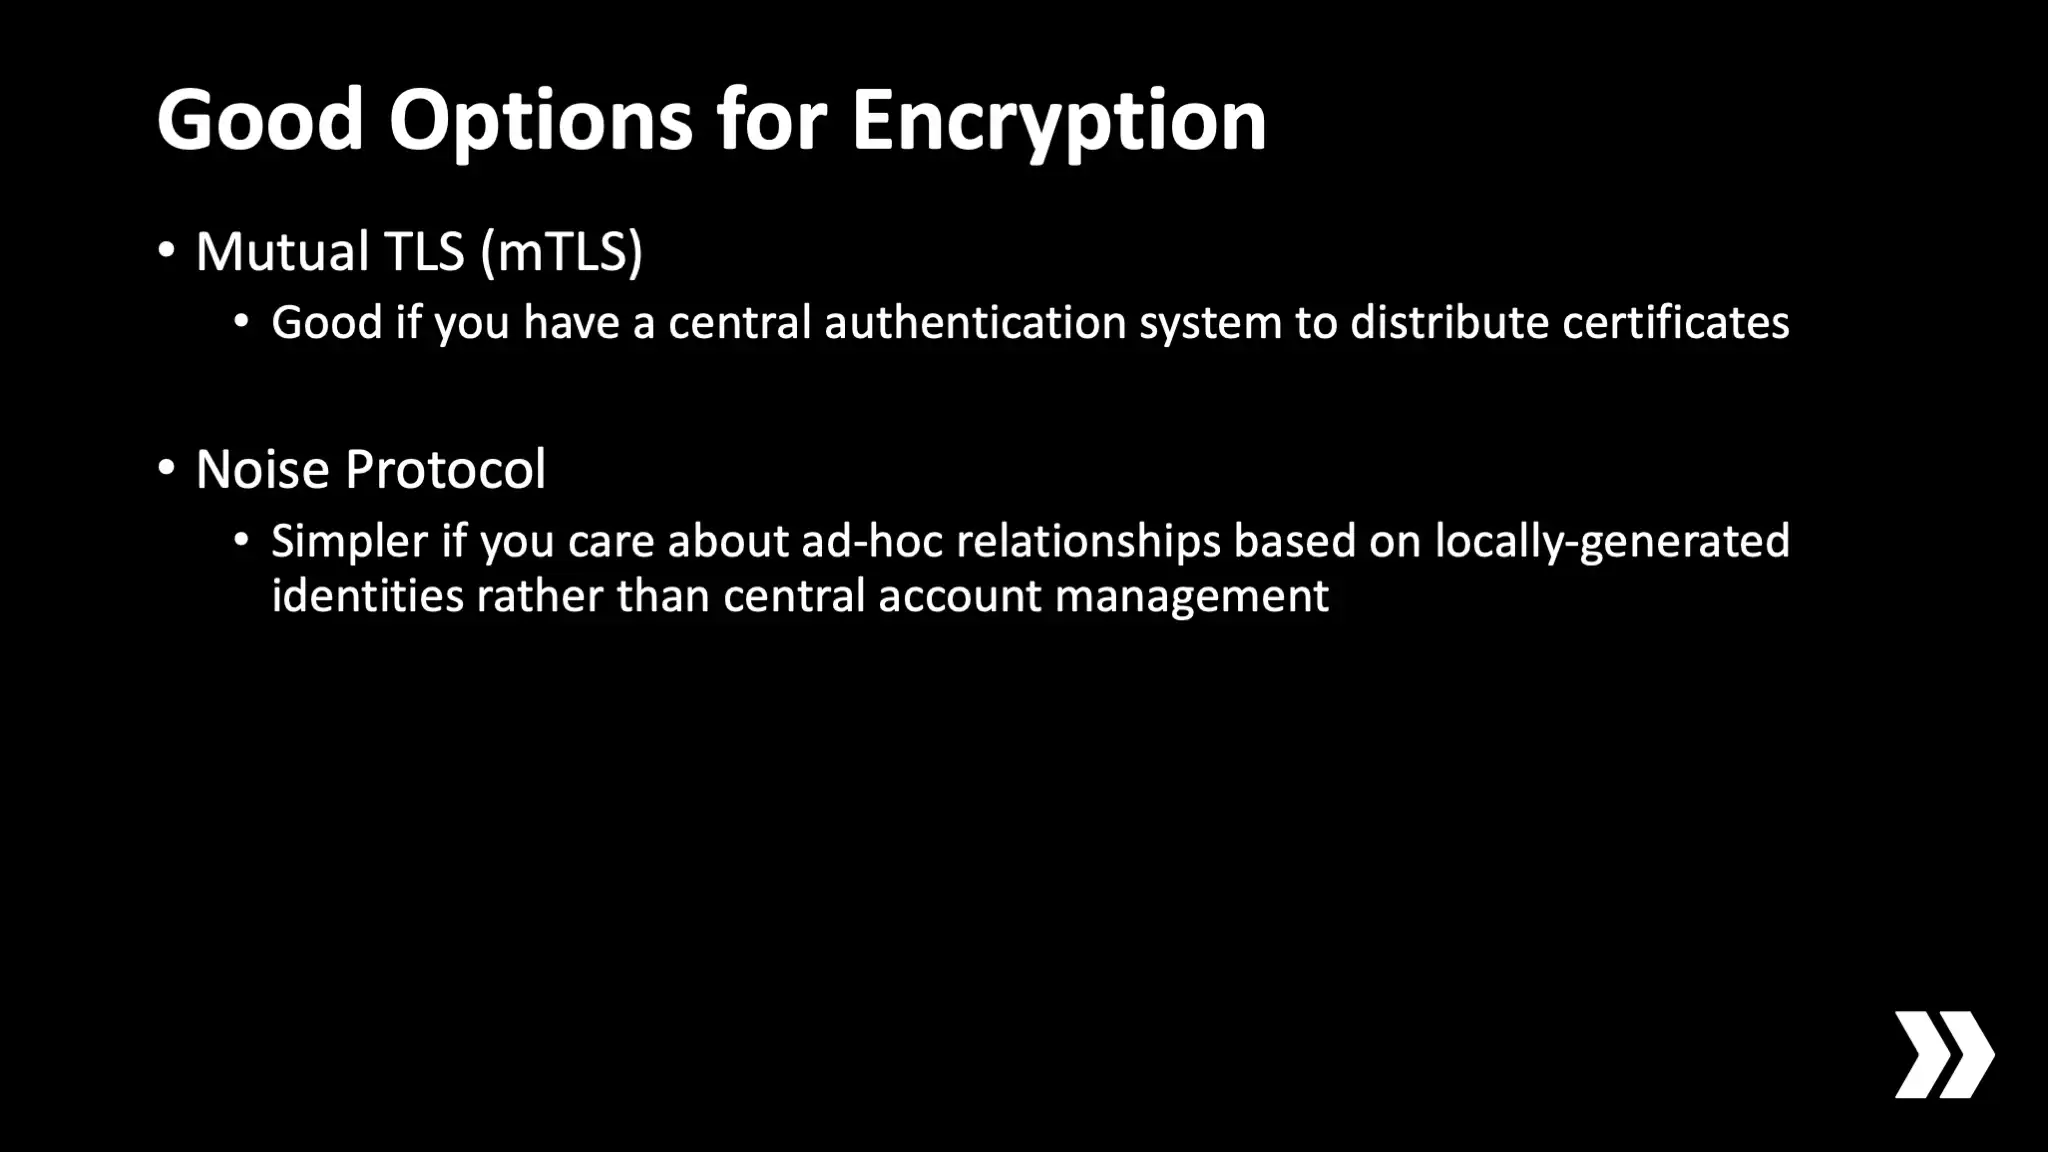 Good Options for Encryption
• Mutual TLS (mTLS)
• Good if you have a central authentication system to distribute certificates
• Noise Protocol
• Simpler if you care about ad-hoc relationships based on locally-generated
identities rather than central account management